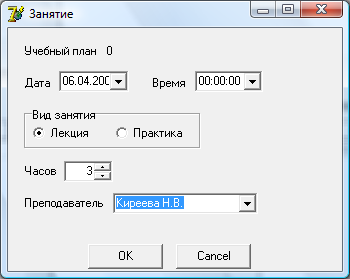 Занятие
Учебный план 0
Дата 06.04.200 Время 00:00:00
Вид занятия
Лекция Практика
Часов 3
Преподаватель Киреева Н.В.
OK Cancel